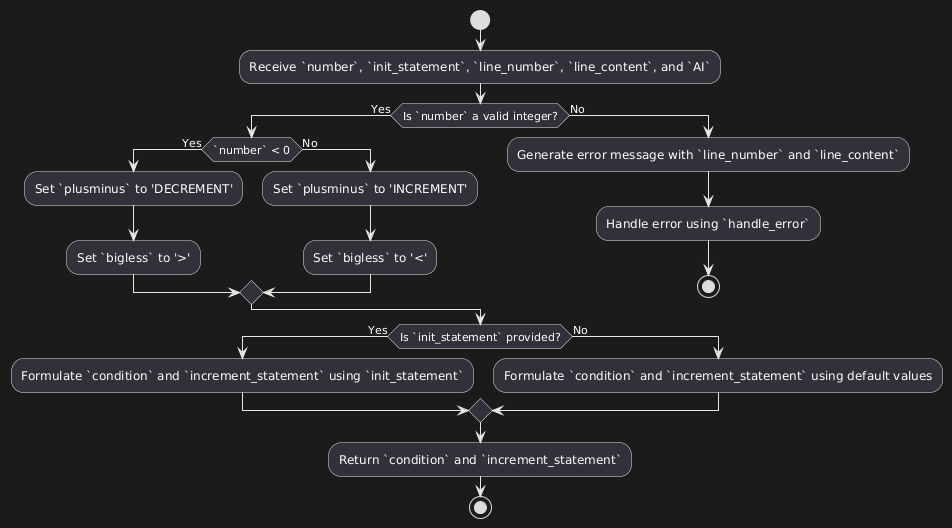 Receive `number`, `init_statement`, `line_number`, `line_content`, and `AI`
Yes
Is `number` a valid integer?
No
Yes
`number` < 0
No
Generate error message with `line_number` and `line_content`
Set `plusminus` to 'DECREMENT'
Set `plusminus` to 'INCREMENT'
Handle error using `handle_error`
Set `bigless` to '>'
Set `bigless` to '<'
Yes
Is `init_statement` provided?
No
Formulate `condition` and `increment_statement` using `init_statement`
Formulate `condition` and `increment_statement` using default values
Return `condition` and `increment_statement`